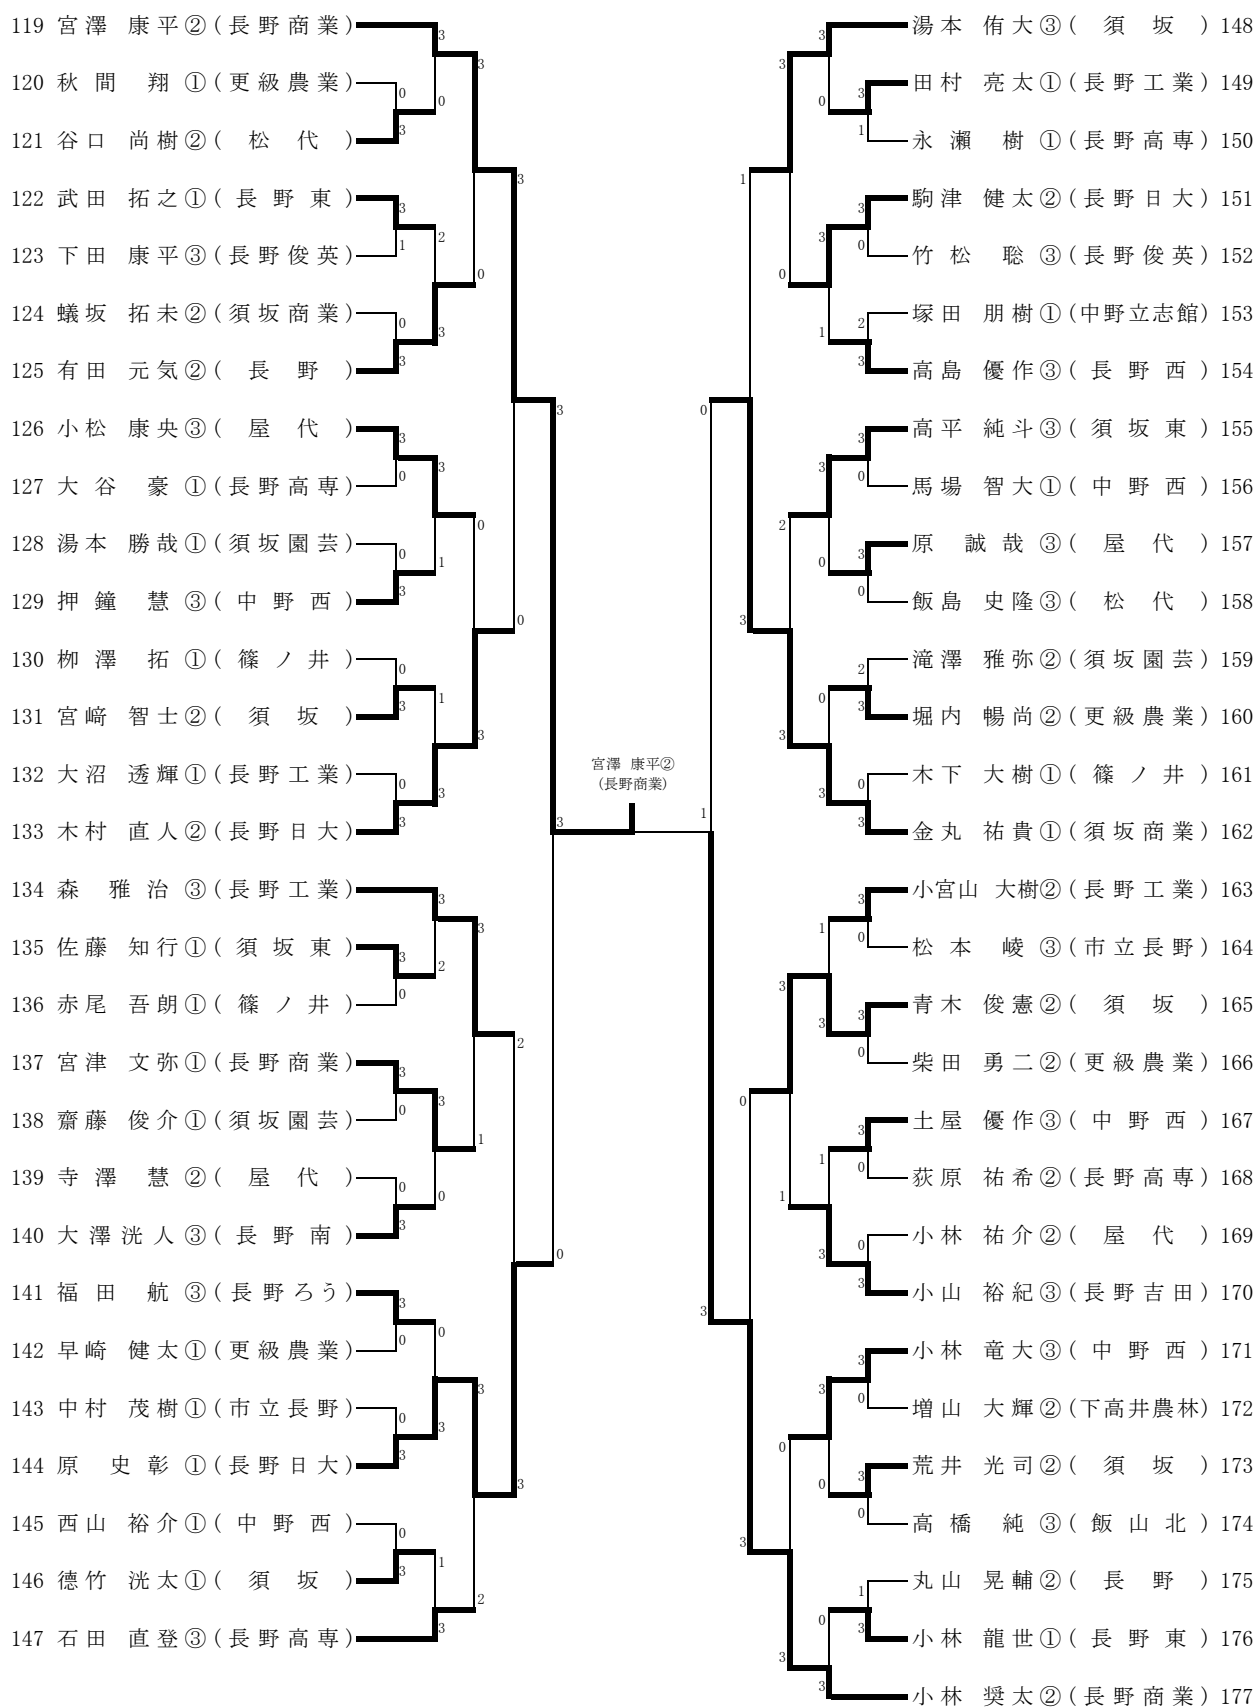 119 宮澤 康平②(長野商業)
120 秋間 翔①(更級農業)
121 谷口 尚樹②(松代)
122 武田 拓之①(長野東)
123 下田 康平③(長野俊英)
124 蟻坂 拓未②(須坂商業)
125 有田 元気②(長野)
126 小松 康央③(屋代)
127 大谷 豪①(長野高専)
128 湯本 勝哉①(須坂園芸)
129 押鐘 慧③(中野西)
130 栁澤 拓①(篠ノ井)
131 宮﨑 智士②(須坂)
132 大沼 透輝①(長野工業)
133 木村 直人②(長野日大)
134 森 雅治③(長野工業)
135 佐藤 知行①(須坂東)
136 赤尾 吾朗①(篠ノ井)
137 宮津 文弥①(長野商業)
138 齋藤 俊介①(須坂園芸)
139 寺澤 慧②(屋代)
140 大澤洸人③(長野南)
141 福田 航③(長野ろう)
142 早崎 健太①(更級農業)
143 中村 茂樹①(市立長野)
144 原 史彰①(長野日大)
145 西山 裕介①(中野西)
146 德竹 洸太①(須坂)
147 石田 直登③(長野高専)
宮澤 康平②
(長野商業)
湯本 侑大③(須坂) 148
田村 亮太①(長野工業) 149
永瀬 樹①(長野高専) 150
駒津 健太②(長野日大) 151
竹松 聡③(長野俊英) 152
塚田 朋樹①(中野立志館) 153
高島 優作③(長野西) 154
高平 純斗③(須坂東) 155
馬場 智大①(中野西) 156
原 誠哉③(屋代) 157
飯島 史隆③(松代) 158
滝澤 雅弥②(須坂園芸) 159
堀内 暢尚②(更級農業) 160
木下 大樹①(篠ノ井) 161
金丸 祐貴①(須坂商業) 162
小宮山 大樹②(長野工業) 163
松本 崚③(市立長野) 164
青木 俊憲②(須坂) 165
柴田 勇二②(更級農業) 166
土屋 優作③(中野西) 167
荻原 祐希②(長野高専) 168
小林 祐介②(屋代) 169
小山 裕紀③(長野吉田) 170
小林 竜大③(中野西) 171
増山 大輝②(下高井農林) 172
荒井 光司②(須坂) 173
高橋 純③(飯山北) 174
丸山 晃輔②(長野) 175
小林 龍世①(長野東) 176
小林 奨太②(長野商業) 177